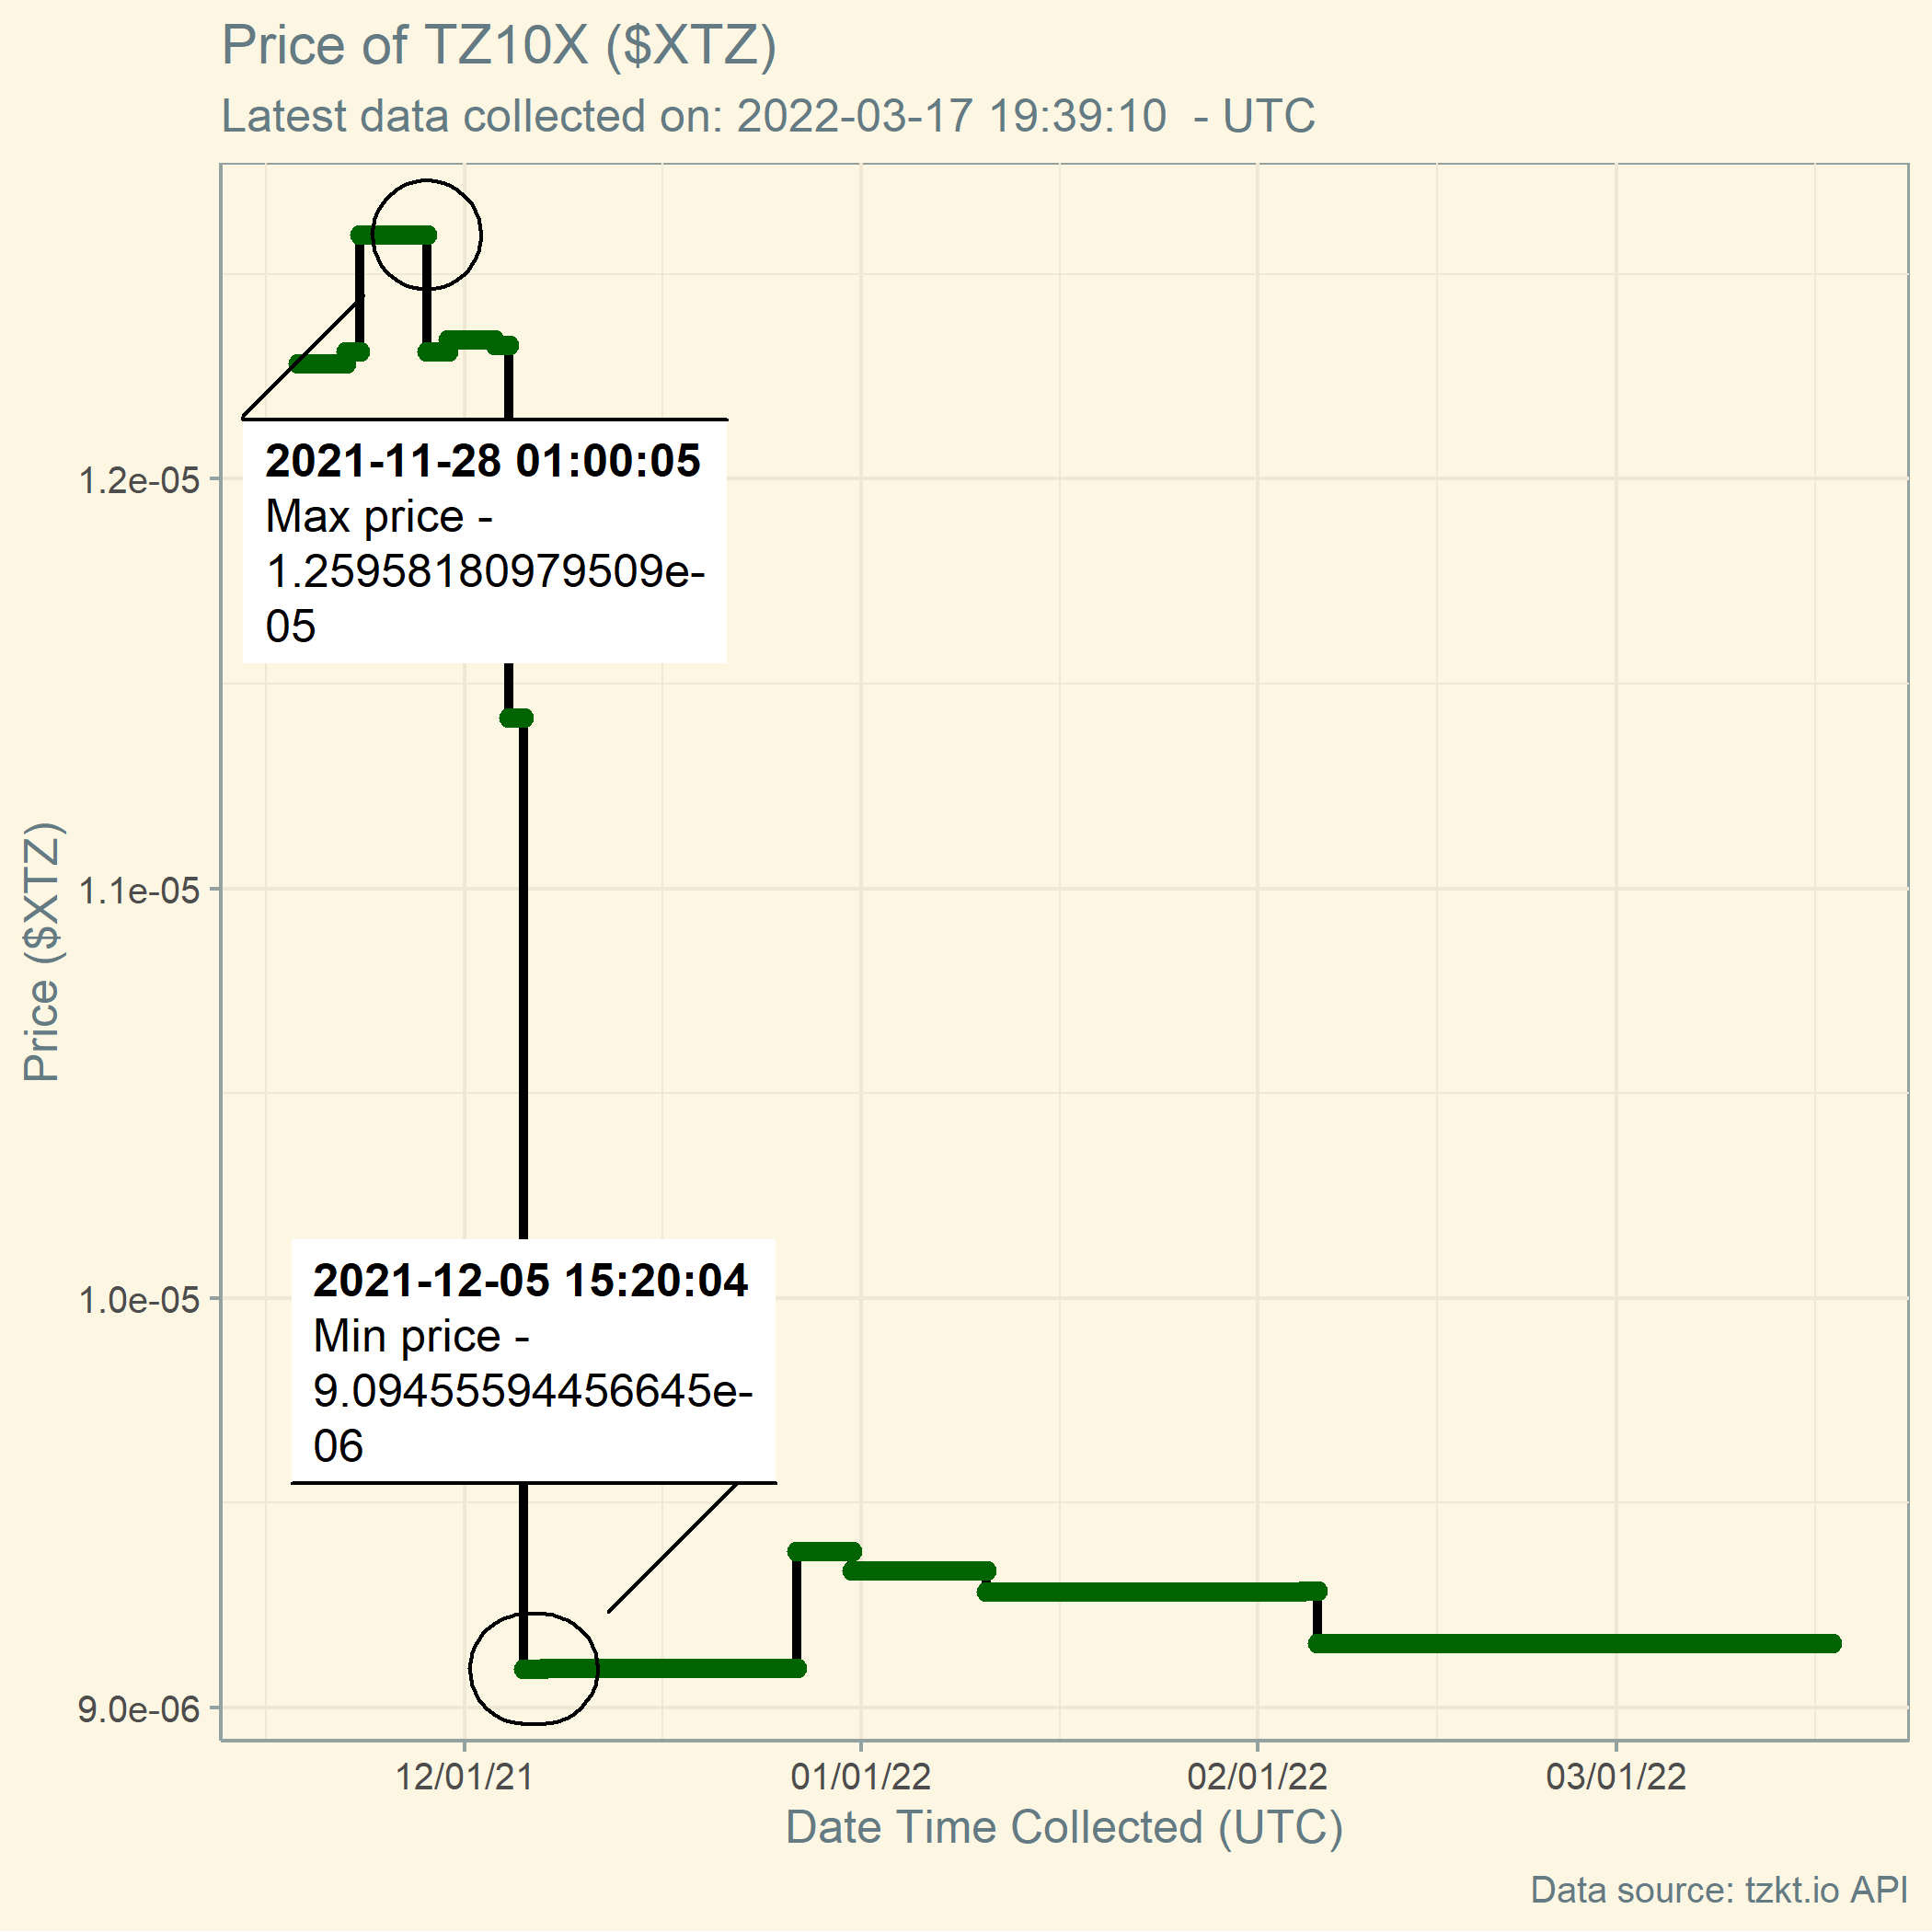 Price of TZ10X ($XTZ)
Latest data collected on: 2022-03-17 19:39:10  - UTC
2021-11-28 01:00:05
Max price -
1.25958180979509e-
05
1.2e-05
1.1e-05
1.0e-05
9.0e-06
Price ($XTZ)
2021-12-05 15:20:04
Min price -
9.09455594456645e-
06
12/01/21
01/01/22
02/01/22
03/01/22
Date Time Collected (UTC)
Data source: tzkt.io API